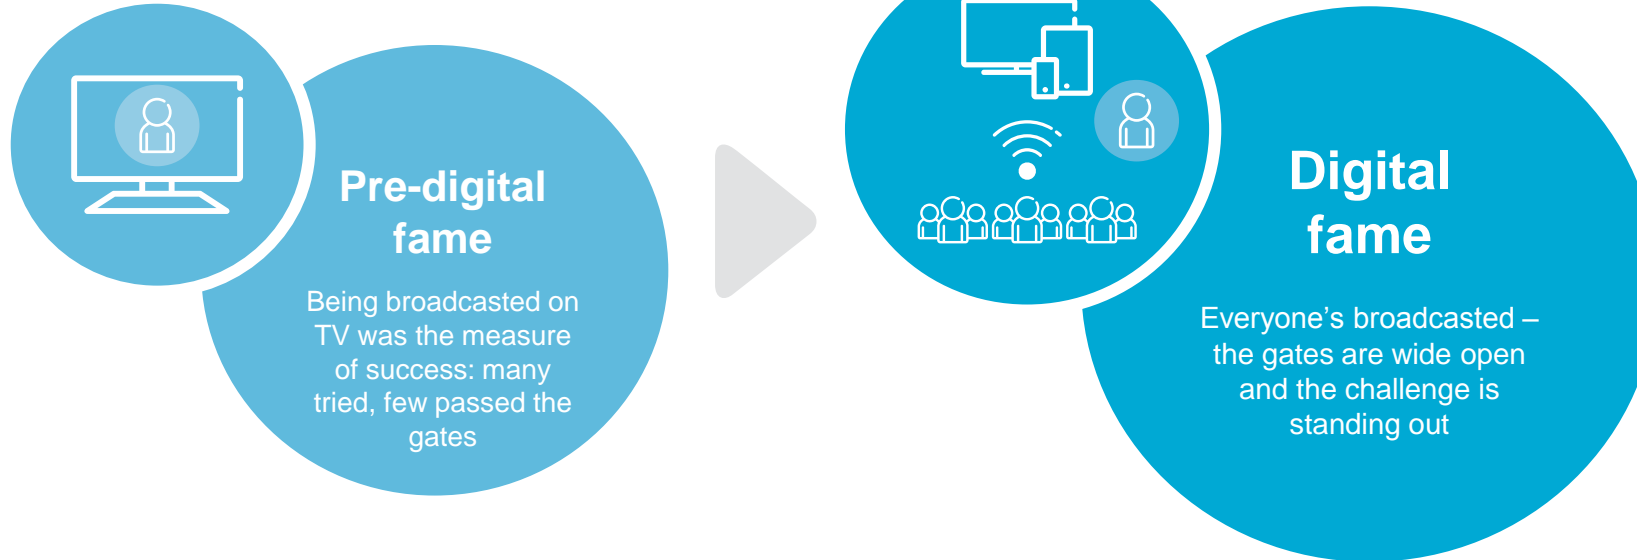 Pre-digital
fame
Being broadcasted on
TV was the measure
of success: many
tried, few passed the
gates
Digital
fame
Everyone’s broadcasted –
the gates are wide open
and the challenge is
standing out